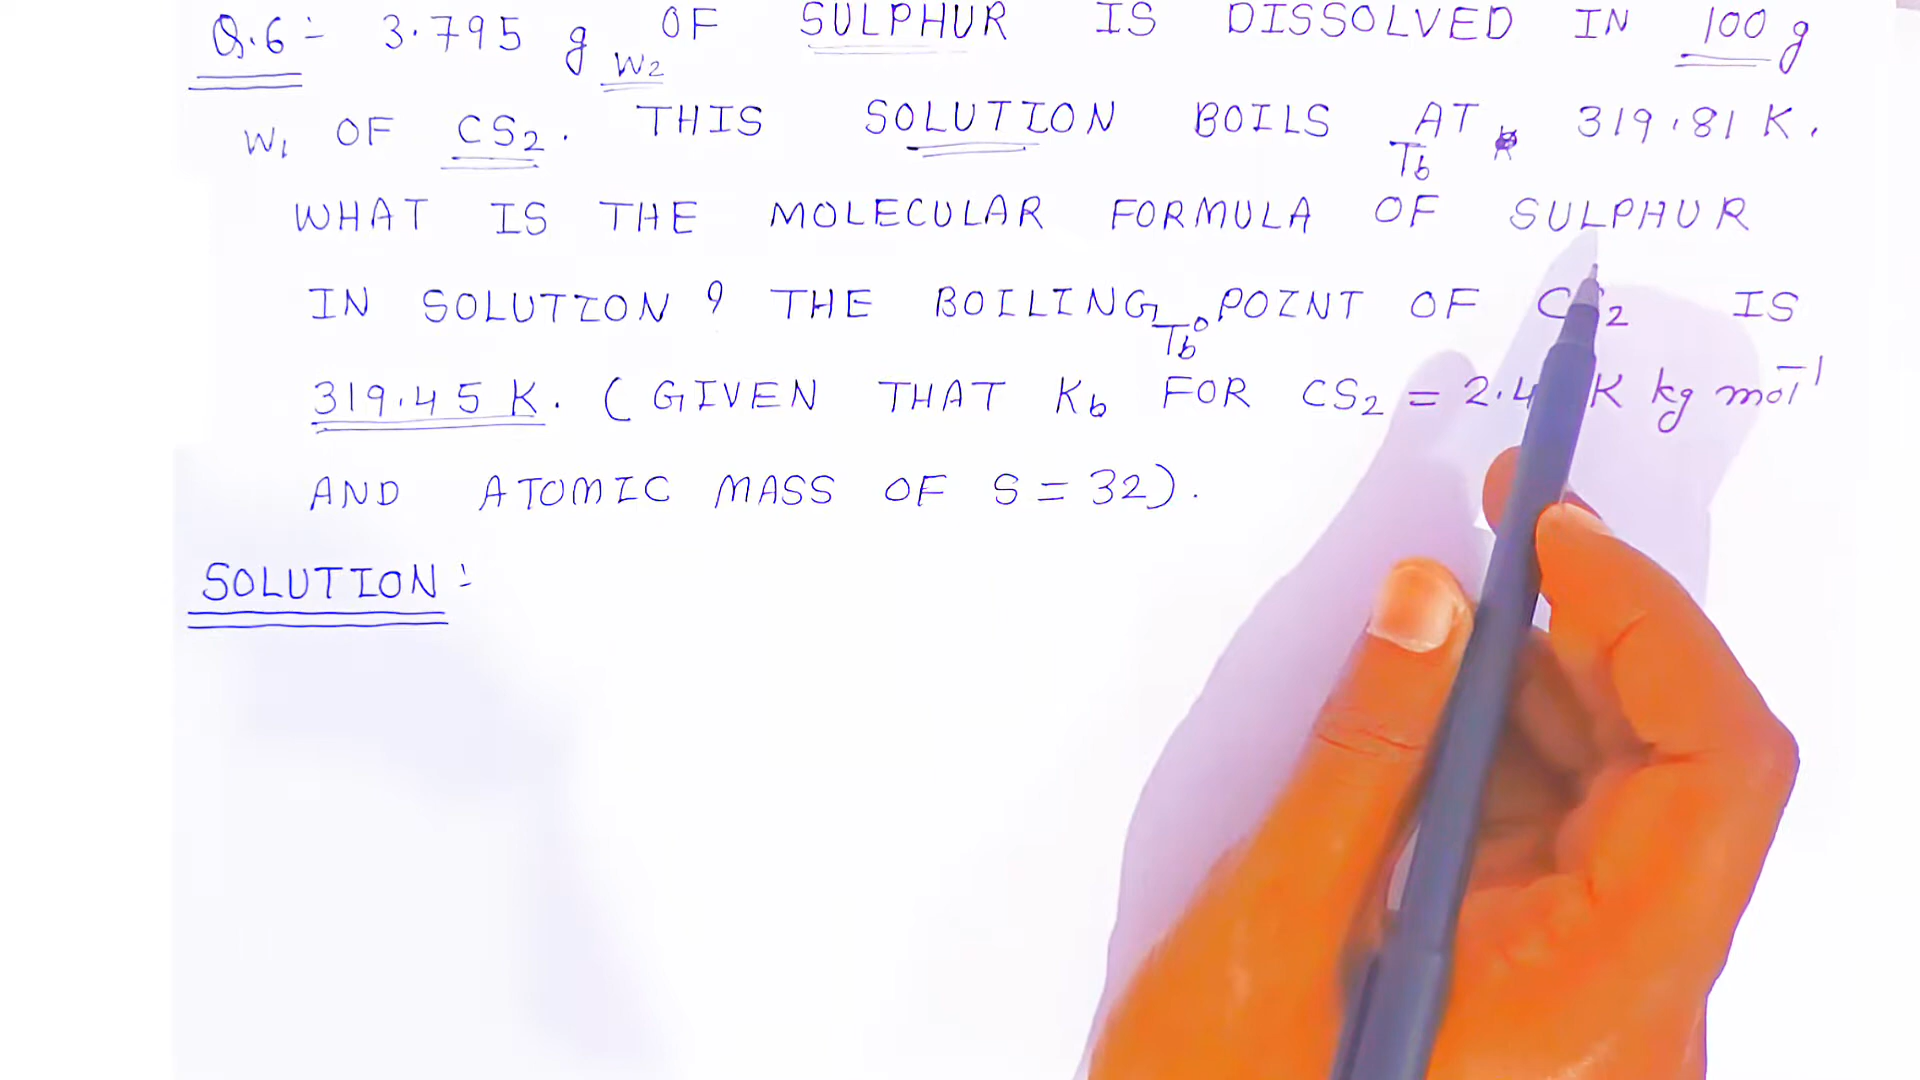 Q.6:- 3.795 g OF SULPHUR IS DISSOLVED IN 100 g
W2
W1 OF CS2. THIS SOLUTION BOILS AT 319.81 K.
Tb
WHAT IS THE MOLECULAR FORMULA OF SULPHUR
IN SOLUTION ? THE BOILING POINT OF CS2 IS
Tb°
319.45 K. (GIVEN THAT Kb FOR CS2 = K kg mol-1
AND ATOMIC MASS OF S = 32).
SOLUTION:-